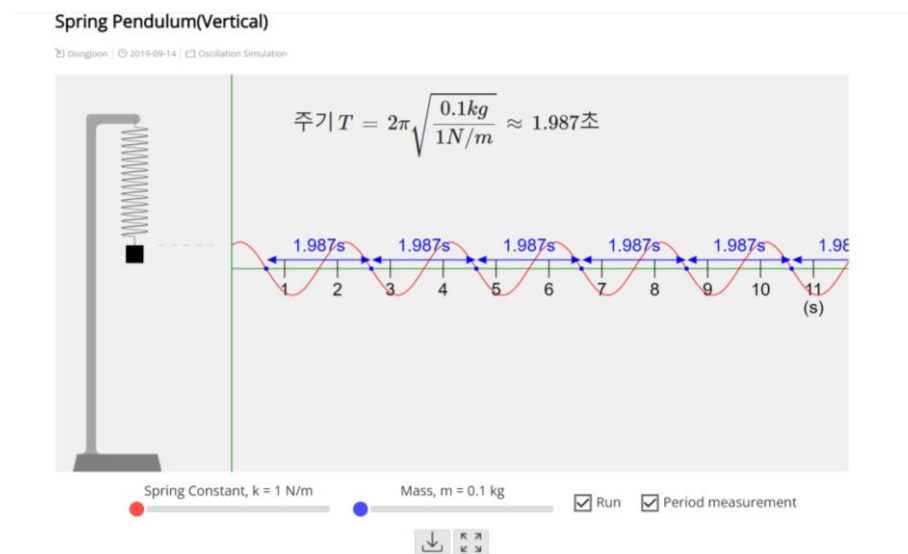 Spring Pendulum(Vertical)
Dongjoon 2019-09-14 Oscillation Simulation
주기 T = 2π√(0.1kg / 1N/m) ≈ 1.987초
1.987s 1.987s 1.987s 1.987s 1.987s 1.98
1 2 3 4 5 6 7 8 9 10 11
(s)
Spring Constant, k = 1 N/m Mass, m = 0.1 kg Run Period measurement